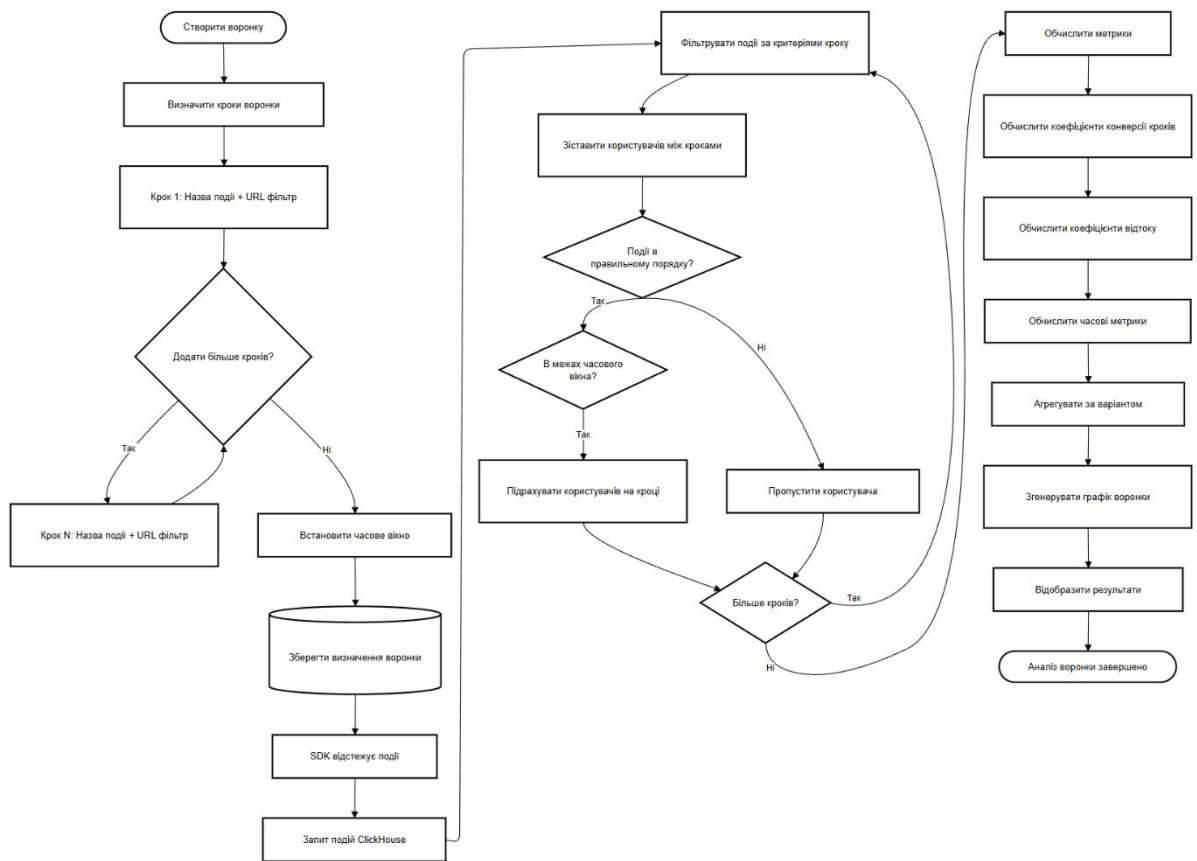 Створити воронку
Визначити кроки воронки
Крок 1: Назва події + URL фільтр
Додати більше кроків?
Так
Ні
Крок N: Назва події + URL фільтр
Встановити часове вікно
Зберегти визначення воронки
SDK відстежує події
Запит подій ClickHouse
Фільтрувати події за критеріями кроку
Зіставити користувачів між кроками
Події в
правильному порядку?
Так
Ні
В межах часового
вікна?
Так
Підрахувати користувачів на кроці
Пропустити користувача
Більше кроків?
Так
Ні
Обчислити метрики
Обчислити коефіцієнти конверсії кроків
Обчислити коефіцієнти відтоку
Обчислити часові метрики
Агрегувати за варіантом
Згенерувати графік воронки
Відобразити результати
Аналіз воронки завершено